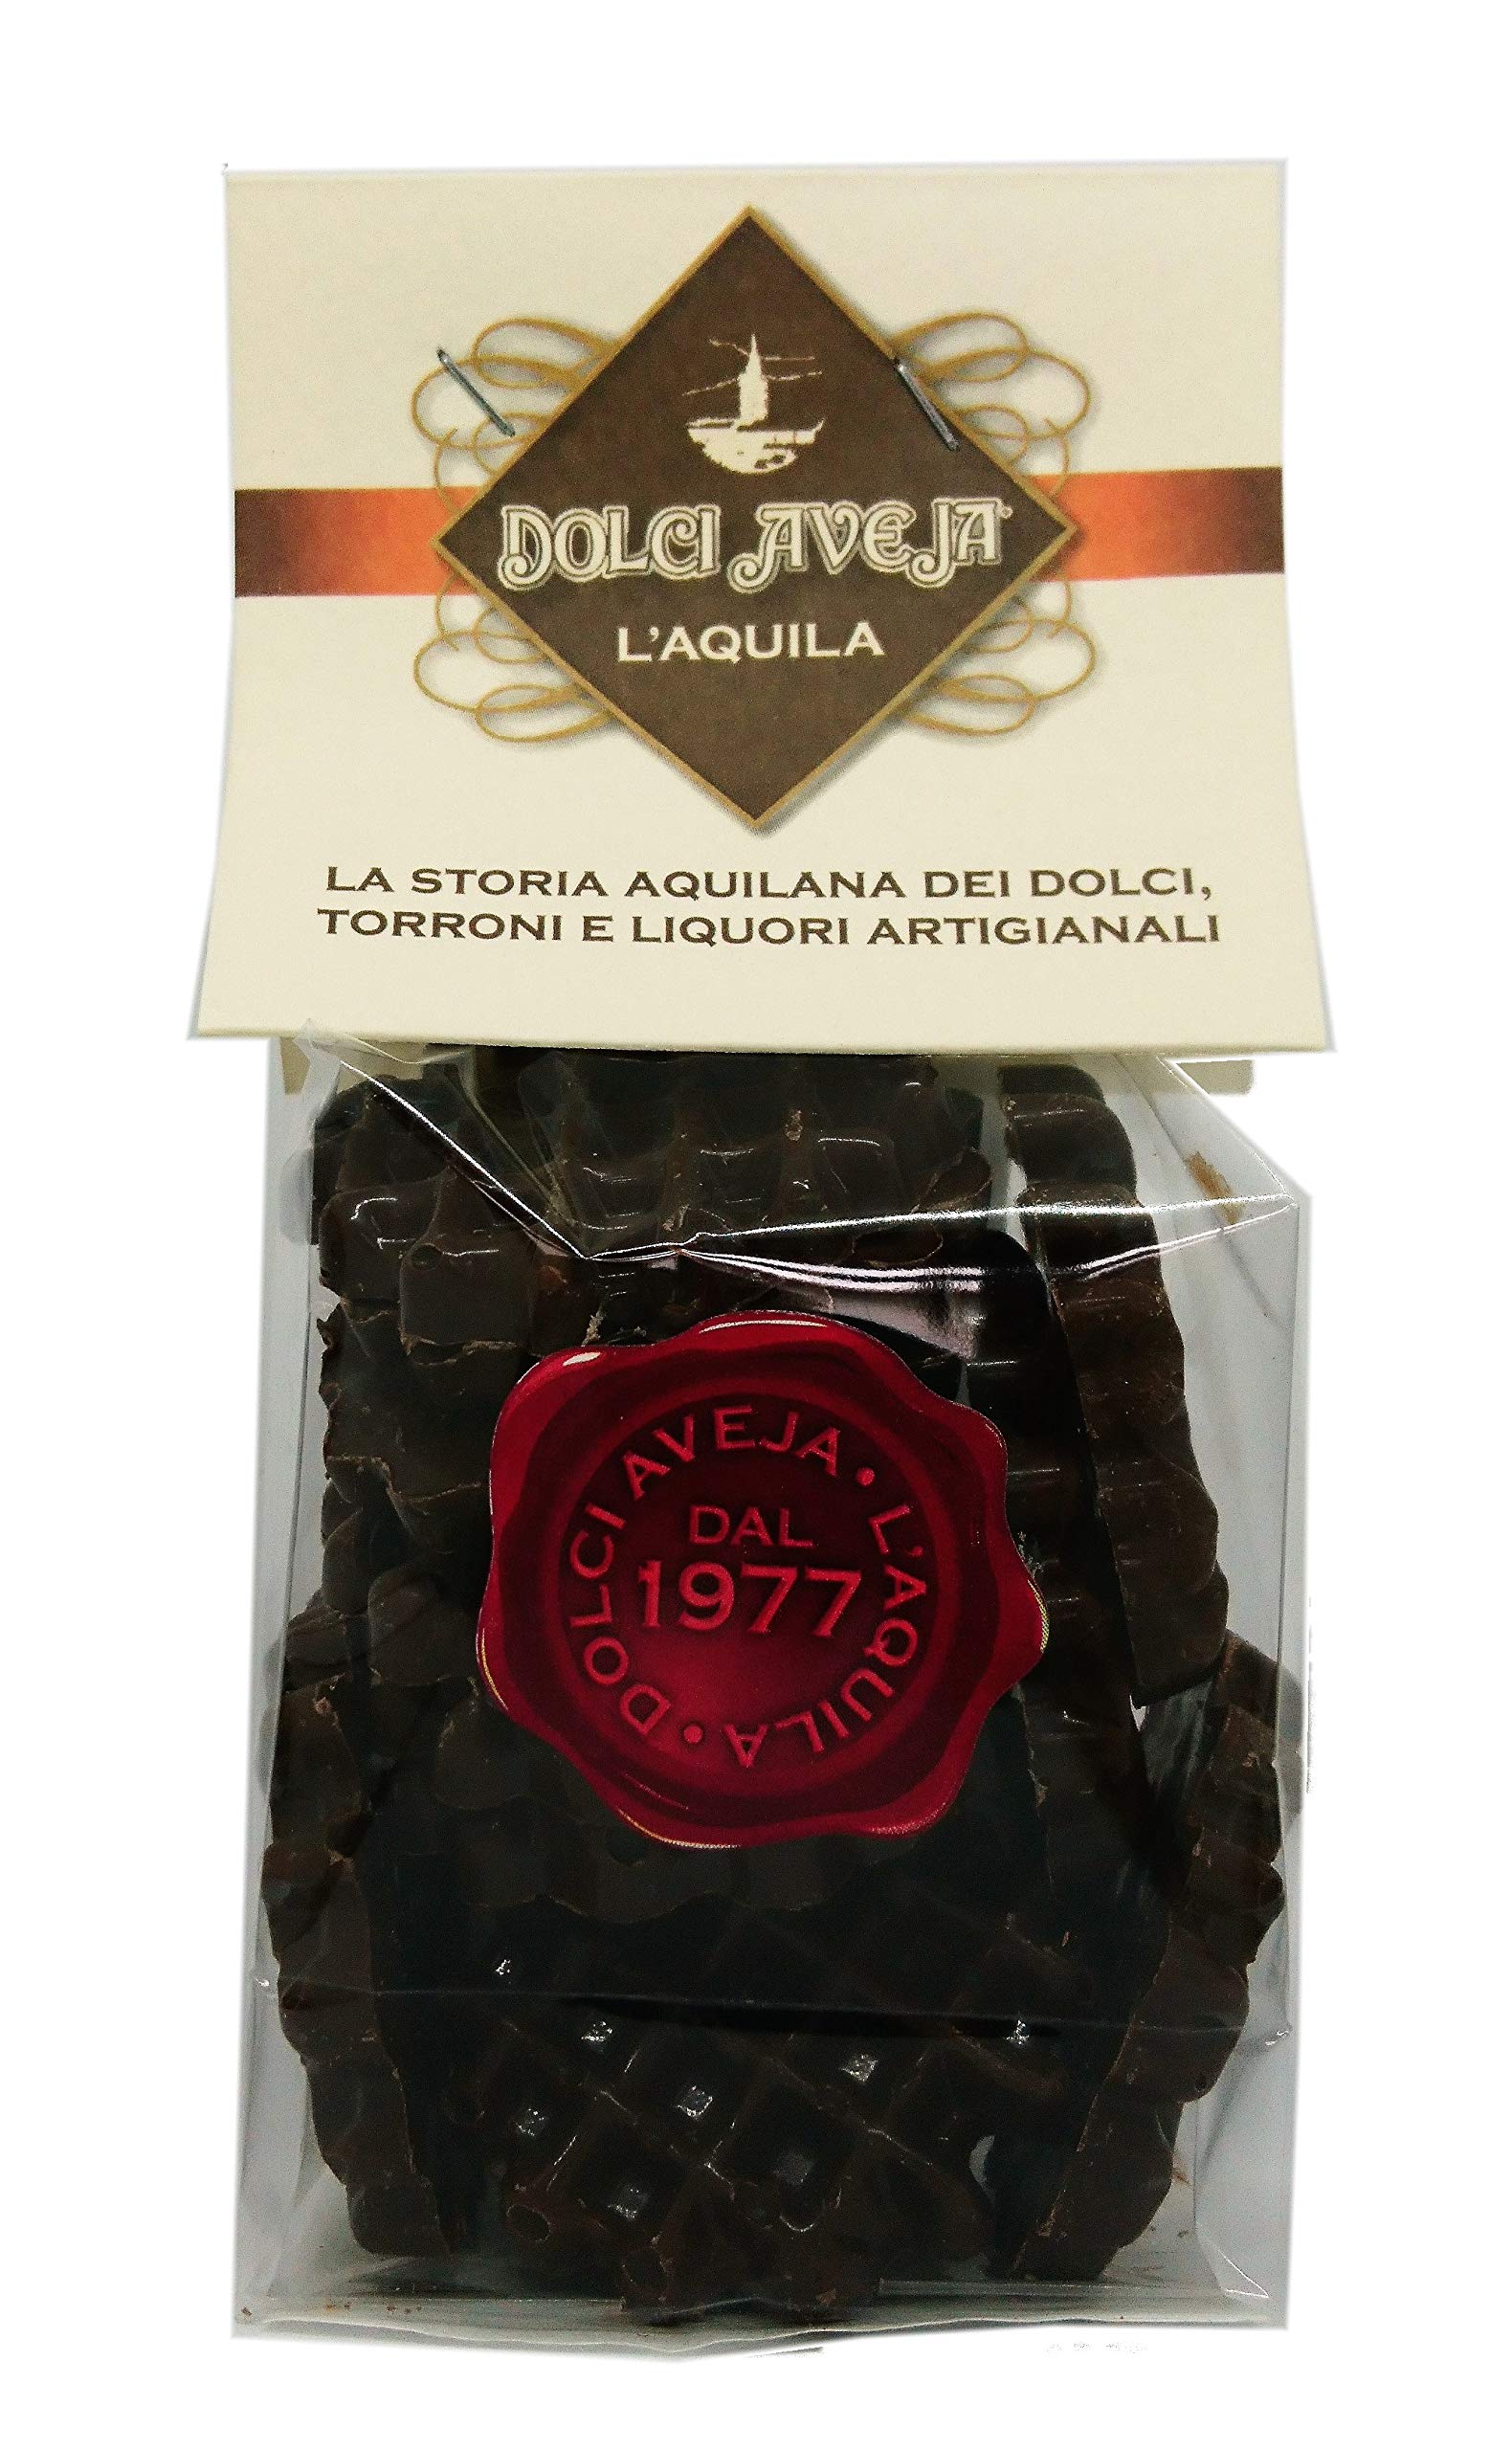 DOLCI AVEJA
L'AQUILA
LA STORIA AQUILANA DEI DOLCI,
TORRONI E LIQUORI ARTIGIANALI
DOLCI AVEJA • L'AQUILA •
DAL
1977